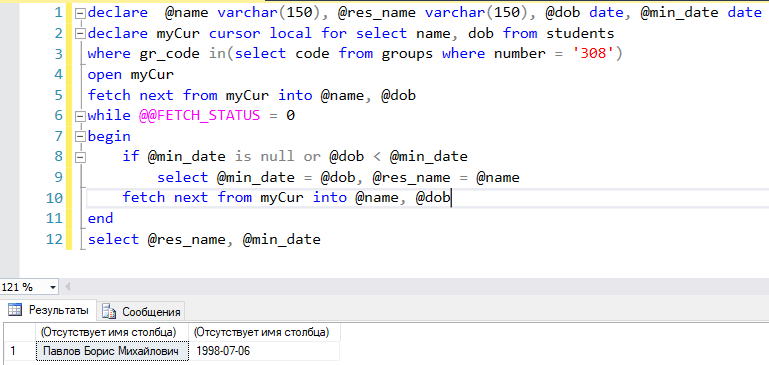 1 declare  @name varchar(150), @res_name varchar(150), @dob date, @min_date date
2 declare myCur cursor local for select name, dob from students
3 where gr_code in(select code from groups where number = '308')
4 open myCur
5 fetch next from myCur into @name, @dob
6 while @@FETCH_STATUS = 0
7 begin
8     if @min_date is null or @dob < @min_date
9         select @min_date = @dob, @res_name = @name
10     fetch next from myCur into @name, @dob
11 end
12 select @res_name, @min_date
121 %
Результаты Сообщения
(Отсутствует имя столбца) (Отсутствует имя столбца)
1 Павлов Борис Михайлович 1998-07-06